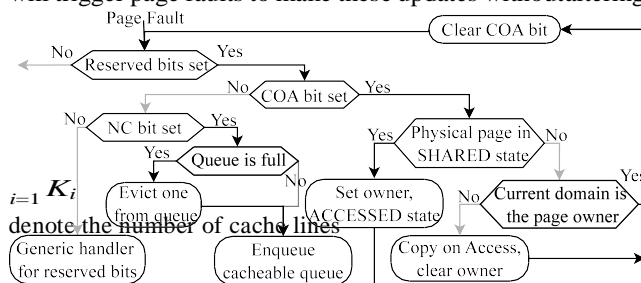 will trigger page faults to make these updates withoutaltering
Page Fault
Clear COA bit
No
Reserved bits set
Yes
No
COA bit set
Yes
No
NC bit set
Yes
Yes
Physical page in
SHARED state
No
Yes
Queue is full
No
Evict one
from queue
Set owner,
ACCESSED state
No
Current domain is
the page owner
Yes
i=1 Ki
denote the number of cache lines
Generic handler
for reserved bits
Enqueue
cacheable queue
Copy on Access,
clear owner